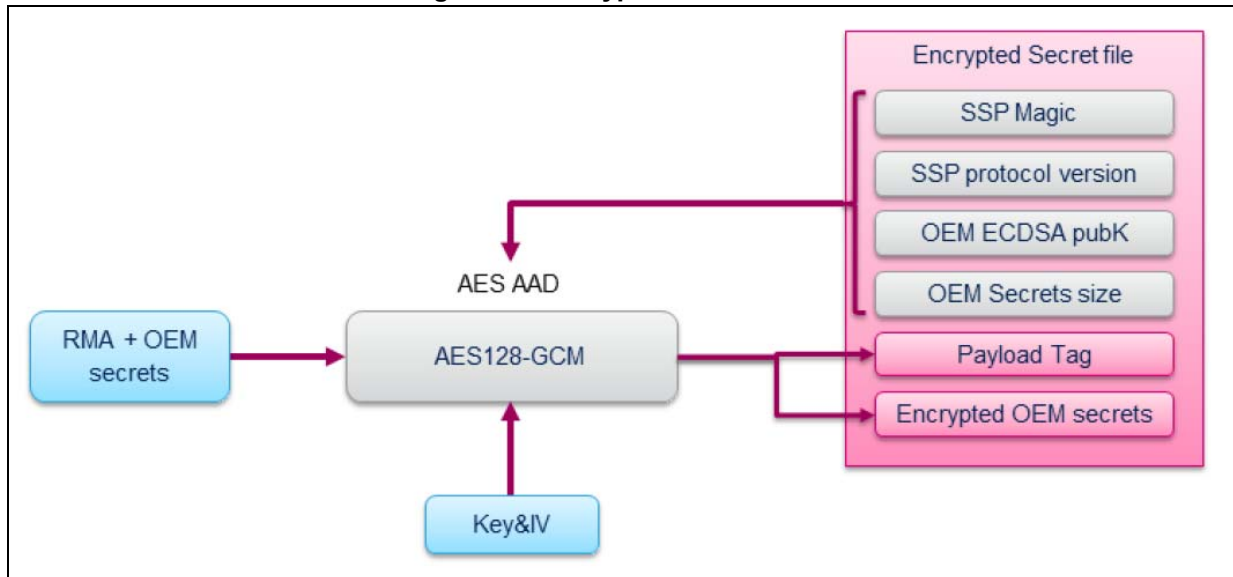 Encrypted Secret file
SSP Magic
SSP protocol version
OEM ECDSA pubK
OEM Secrets size
Payload Tag
Encrypted OEM secrets
AES AAD
RMA + OEM
secrets
AES128-GCM
Key&IV